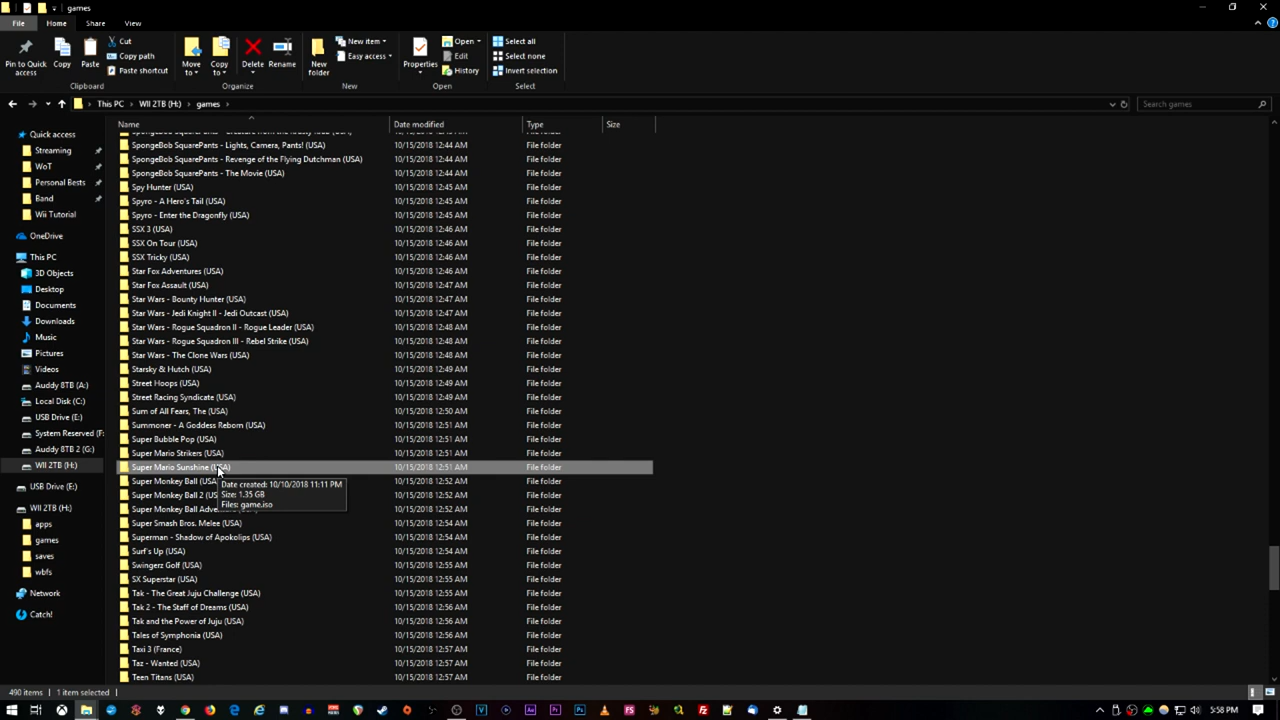 games
File
Home
Share
View
Pin to Quick access
Copy
Paste
Cut
Copy path
Paste shortcut
Move to
Copy to
Delete
Rename
New folder
New item
Easy access
Properties
Open
Edit
History
Select all
Select none
Invert selection
Clipboard
Organize
New
Open
Select
This PC > WII 2TB (H:) > games >
Search games
Name Date modified Type Size
SpongeBob SquarePants - Lights, Camera, Pants! (USA) 10/15/2018 12:44 AM File folder
SpongeBob SquarePants - Revenge of the Flying Dutchman (USA) 10/15/2018 12:44 AM File folder
SpongeBob SquarePants - The Movie (USA) 10/15/2018 12:44 AM File folder
Spy Hunter (USA) 10/15/2018 12:45 AM File folder
Spyro - A Hero's Tail (USA) 10/15/2018 12:45 AM File folder
Spyro - Enter the Dragonfly (USA) 10/15/2018 12:45 AM File folder
SSX 3 (USA) 10/15/2018 12:46 AM File folder
SSX On Tour (USA) 10/15/2018 12:46 AM File folder
SSX Tricky (USA) 10/15/2018 12:46 AM File folder
Star Fox Adventures (USA) 10/15/2018 12:46 AM File folder
Star Fox Assault (USA) 10/15/2018 12:47 AM File folder
Star Wars - Bounty Hunter (USA) 10/15/2018 12:47 AM File folder
Star Wars - Jedi Knight II - Jedi Outcast (USA) 10/15/2018 12:47 AM File folder
Star Wars - Rogue Squadron II - Rogue Leader (USA) 10/15/2018 12:48 AM File folder
Star Wars - Rogue Squadron III - Rebel Strike (USA) 10/15/2018 12:48 AM File folder
Star Wars - The Clone Wars (USA) 10/15/2018 12:48 AM File folder
Starsky & Hutch (USA) 10/15/2018 12:49 AM File folder
Street Hoops (USA) 10/15/2018 12:49 AM File folder
Street Racing Syndicate (USA) 10/15/2018 12:49 AM File folder
Sum of All Fears, The (USA) 10/15/2018 12:50 AM File folder
Summoner - A Goddess Reborn (USA) 10/15/2018 12:51 AM File folder
Super Bubble Pop (USA) 10/15/2018 12:51 AM File folder
Super Mario Strikers (USA) 10/15/2018 12:51 AM File folder
Super Mario Sunshine (USA) 10/15/2018 12:51 AM File folder
Super Monkey Ball (USA 10/15/2018 12:52 AM File folder
Super Monkey Ball 2 (US 10/15/2018 12:52 AM File folder
Super Monkey Ball Adve 10/15/2018 12:52 AM File folder
Super Smash Bros. Melee (USA) 10/15/2018 12:54 AM File folder
Superman - Shadow of Apokolips (USA) 10/15/2018 12:54 AM File folder
Surf's Up (USA) 10/15/2018 12:54 AM File folder
Swingerz Golf (USA) 10/15/2018 12:55 AM File folder
SX Superstar (USA) 10/15/2018 12:55 AM File folder
Tak - The Great Juju Challenge (USA) 10/15/2018 12:55 AM File folder
Tak 2 - The Staff of Dreams (USA) 10/15/2018 12:56 AM File folder
Tak and the Power of Juju (USA) 10/15/2018 12:56 AM File folder
Tales of Symphonia (USA) 10/15/2018 12:56 AM File folder
Taxi 3 (France) 10/15/2018 12:57 AM File folder
Taz - Wanted (USA) 10/15/2018 12:57 AM File folder
Teen Titans (USA) 10/15/2018 12:57 AM File folder
Date created: 10/10/2018 11:11 PM
Size: 1.35 GB
Files: game.iso
Quick access
Streaming
WoT
Personal Bests
Band
Wii Tutorial
OneDrive
This PC
3D Objects
Desktop
Documents
Downloads
Music
Pictures
Videos
Auddy 8TB (A:)
Local Disk (C:)
USB Drive (E:)
System Reserved (F:
Auddy 8TB 2 (G:)
WII 2TB (H:)
USB Drive (E:)
WII 2TB (H:)
apps
games
saves
wbfs
Network
Catch!
490 items 1 item selected
5:58 PM